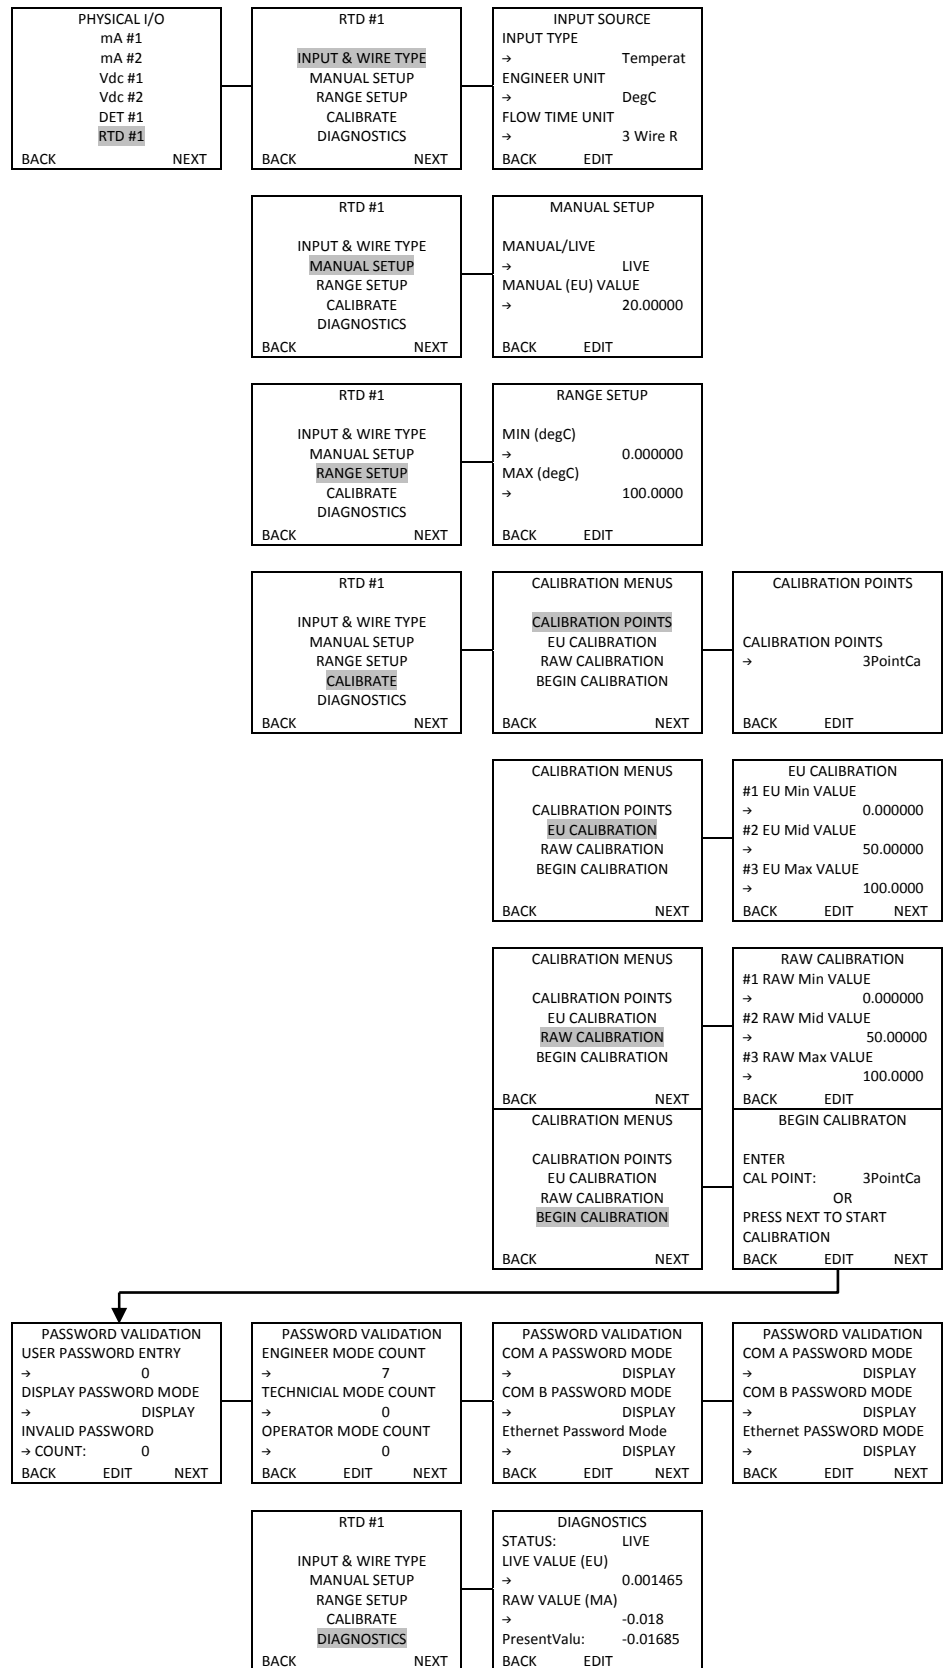 PHYSICAL I/O
mA #1
mA #2
Vdc #1
Vdc #2
DET #1
RTD #1
BACK NEXT
RTD #1
INPUT & WIRE TYPE
MANUAL SETUP
RANGE SETUP
CALIBRATE
DIAGNOSTICS
BACK NEXT
INPUT SOURCE
INPUT TYPE
→ Temperat
ENGINEER UNIT
→ DegC
FLOW TIME UNIT
→ 3 Wire R
BACK EDIT
RTD #1
INPUT & WIRE TYPE
MANUAL SETUP
RANGE SETUP
CALIBRATE
DIAGNOSTICS
BACK NEXT
MANUAL SETUP
MANUAL/LIVE
→ LIVE
MANUAL (EU) VALUE
→ 20.00000
BACK EDIT
RTD #1
INPUT & WIRE TYPE
MANUAL SETUP
RANGE SETUP
CALIBRATE
DIAGNOSTICS
BACK NEXT
RANGE SETUP
MIN (degC)
→ 0.000000
MAX (degC)
→ 100.0000
BACK EDIT
RTD #1
INPUT & WIRE TYPE
MANUAL SETUP
RANGE SETUP
CALIBRATE
DIAGNOSTICS
BACK NEXT
CALIBRATION MENUS
CALIBRATION POINTS
EU CALIBRATION
RAW CALIBRATION
BEGIN CALIBRATION
BACK NEXT
CALIBRATION POINTS
CALIBRATION POINTS
→ 3PointCa
BACK EDIT
CALIBRATION MENUS
CALIBRATION POINTS
EU CALIBRATION
RAW CALIBRATION
BEGIN CALIBRATION
BACK NEXT
EU CALIBRATION
#1 EU Min VALUE
→ 0.000000
#2 EU Mid VALUE
→ 50.00000
#3 EU Max VALUE
→ 100.0000
BACK EDIT NEXT
CALIBRATION MENUS
CALIBRATION POINTS
EU CALIBRATION
RAW CALIBRATION
BEGIN CALIBRATION
BACK NEXT
RAW CALIBRATION
#1 RAW Min VALUE
→ 0.000000
#2 RAW Mid VALUE
→ 50.00000
#3 RAW Max VALUE
→ 100.0000
BACK EDIT
CALIBRATION MENUS
CALIBRATION POINTS
EU CALIBRATION
RAW CALIBRATION
BEGIN CALIBRATION
BACK NEXT
BEGIN CALIBRATON
ENTER
CAL POINT: 3PointCa
OR
PRESS NEXT TO START
CALIBRATION
BACK EDIT NEXT
PASSWORD VALIDATION
USER PASSWORD ENTRY
→ 0
DISPLAY PASSWORD MODE
→ DISPLAY
INVALID PASSWORD
→ COUNT: 0
BACK EDIT NEXT
PASSWORD VALIDATION
ENGINEER MODE COUNT
→ 7
TECHNICIAL MODE COUNT
→ 0
OPERATOR MODE COUNT
→ 0
BACK EDIT NEXT
PASSWORD VALIDATION
COM A PASSWORD MODE
→ DISPLAY
COM B PASSWORD MODE
→ DISPLAY
Ethernet Password Mode
→ DISPLAY
BACK EDIT NEXT
PASSWORD VALIDATION
COM A PASSWORD MODE
→ DISPLAY
COM B PASSWORD MODE
→ DISPLAY
Ethernet PASSWORD MODE
→ DISPLAY
BACK EDIT NEXT
RTD #1
INPUT & WIRE TYPE
MANUAL SETUP
RANGE SETUP
CALIBRATE
DIAGNOSTICS
BACK NEXT
DIAGNOSTICS
STATUS: LIVE
LIVE VALUE (EU)
→ 0.001465
RAW VALUE (MA)
→ -0.018
PresentValu: -0.01685
BACK EDIT